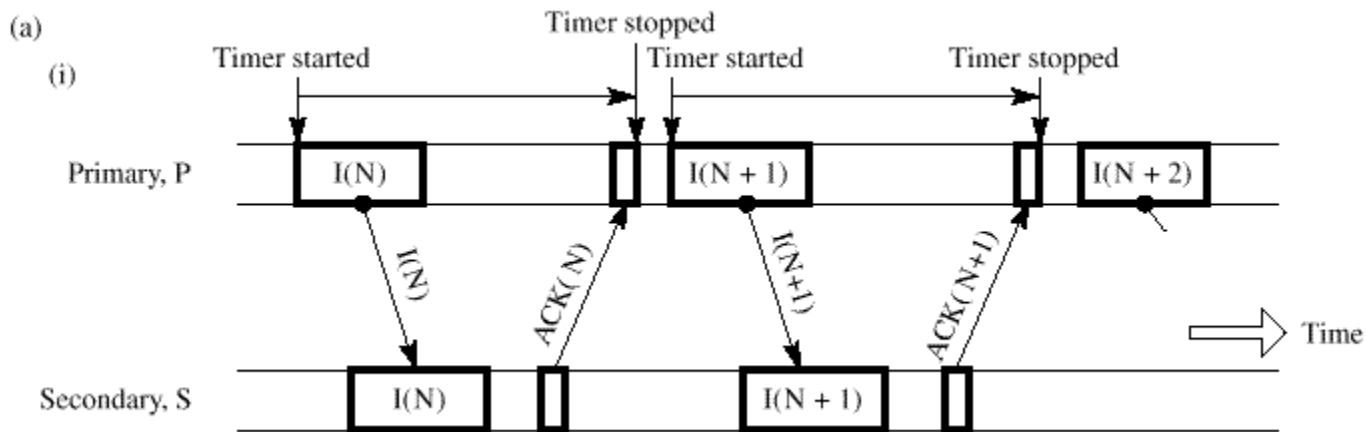 (a)
Timer stopped
(i)
Timer started
Timer started
Timer stopped
Primary, P
I(N)
I(N + 1)
I(N + 2)
I(N)
ACK(N)
I(N+1)
ACK(N+1)
Time
Secondary, S
I(N)
I(N + 1)